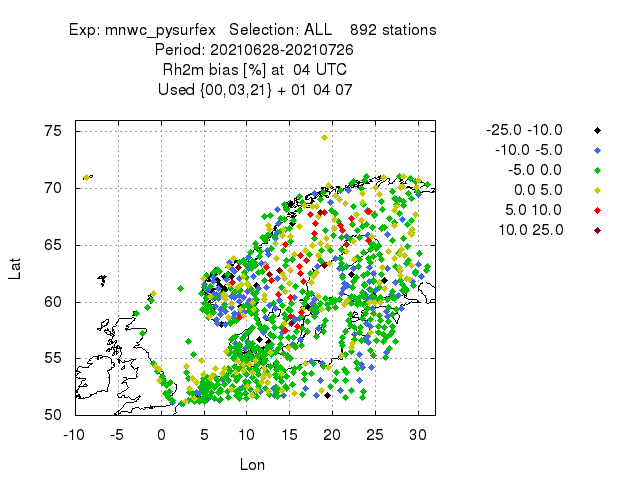 Exp: mnwc_pysurfex   Selection: ALL    892 stations
Period: 20210628-20210726
Rh2m bias [%] at  04 UTC
Used {00,03,21} + 01 04 07
-25.0 -10.0
-10.0 -5.0
-5.0 0.0
0.0 5.0
5.0 10.0
10.0 25.0
75
70
65
60
55
50
Lat
-10 -5 0 5 10 15 20 25 30
Lon